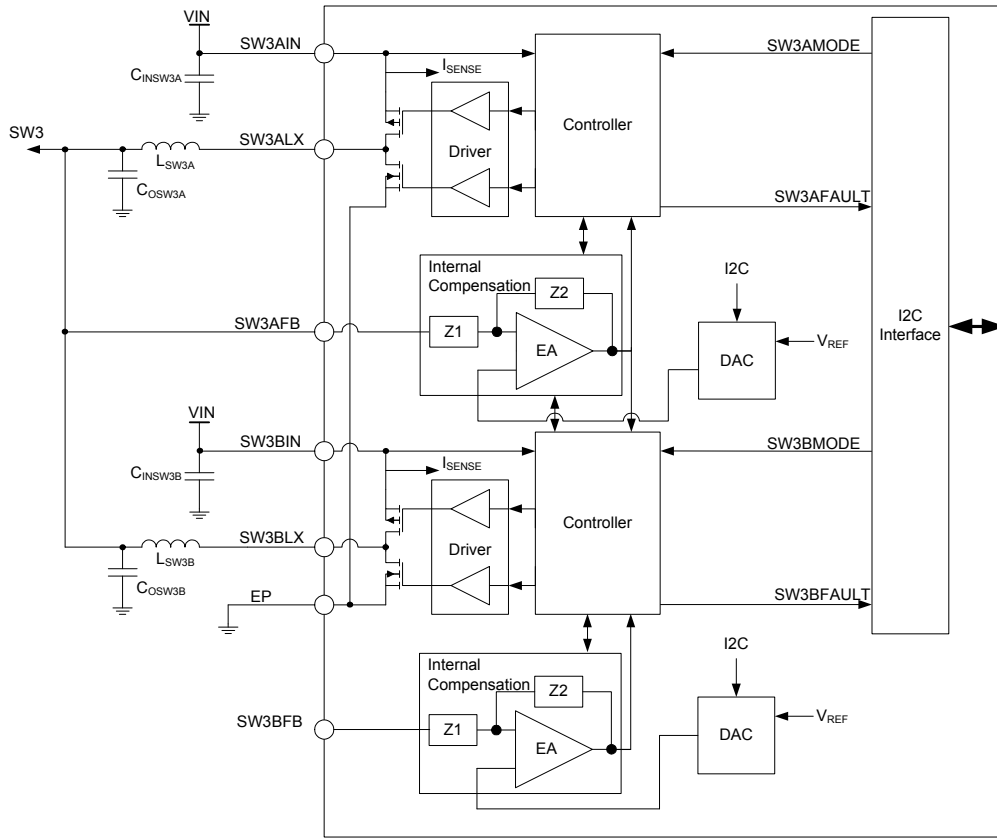 VIN
SW3AIN
CINSW3A
ISENSE
SW3AMODE
Controller
SW3
SW3ALX
LSW3A
COSW3A
Driver
SW3AFAULT
Internal
Compensation
Z2
I2C
SW3AFB
Z1
EA
DAC
VREF
I2C
Interface
VIN
SW3BIN
CINSW3B
ISENSE
SW3BMODE
Controller
SW3BLX
LSW3B
COSW3B
Driver
EP
SW3BFAULT
Internal
Compensation
Z2
I2C
SW3BFB
Z1
EA
DAC
VREF